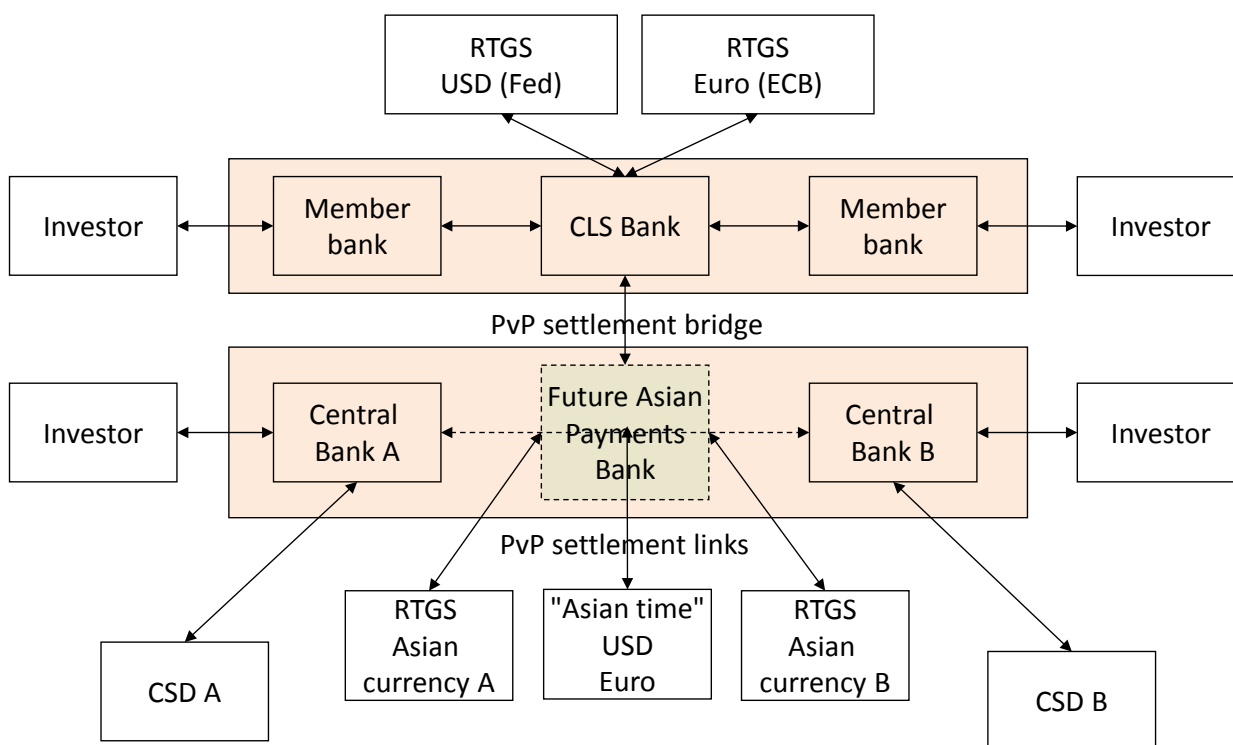 RTGS
USD (Fed)
RTGS
Euro (ECB)
Investor
Member
bank
CLS Bank
Member
bank
Investor
PvP settlement bridge
Investor
Central
Bank A
Future Asian
Payments
Bank
Central
Bank B
Investor
PvP settlement links
CSD A
RTGS
Asian
currency A
"Asian time"
USD
Euro
RTGS
Asian
currency B
CSD B